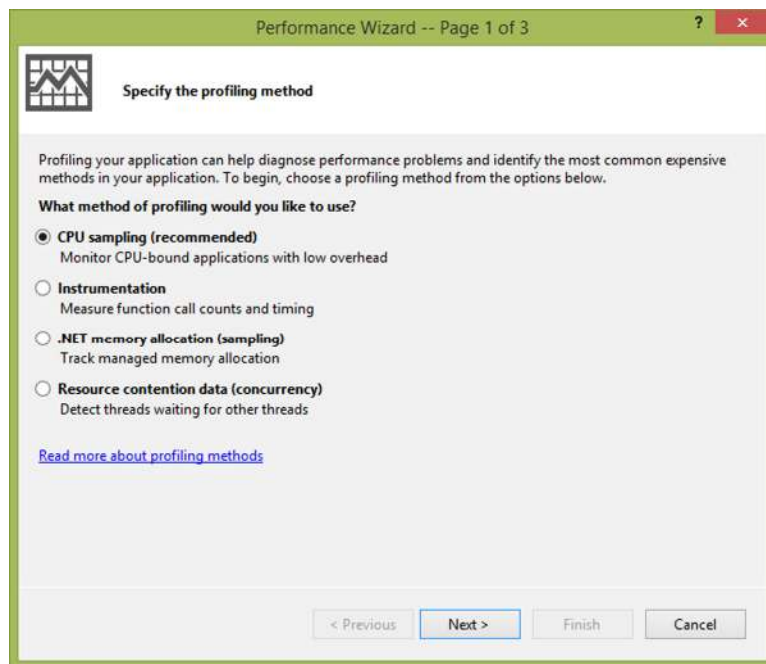 Performance Wizard -- Page 1 of 3
?
Specify the profiling method
Profiling your application can help diagnose performance problems and identify the most common expensive
methods in your application. To begin, choose a profiling method from the options below.
What method of profiling would you like to use?
CPU sampling (recommended)
Monitor CPU-bound applications with low overhead
Instrumentation
Measure function call counts and timing
.NET memory allocation (sampling)
Track managed memory allocation
Resource contention data (concurrency)
Detect threads waiting for other threads
Read more about profiling methods
< Previous
Next >
Finish
Cancel